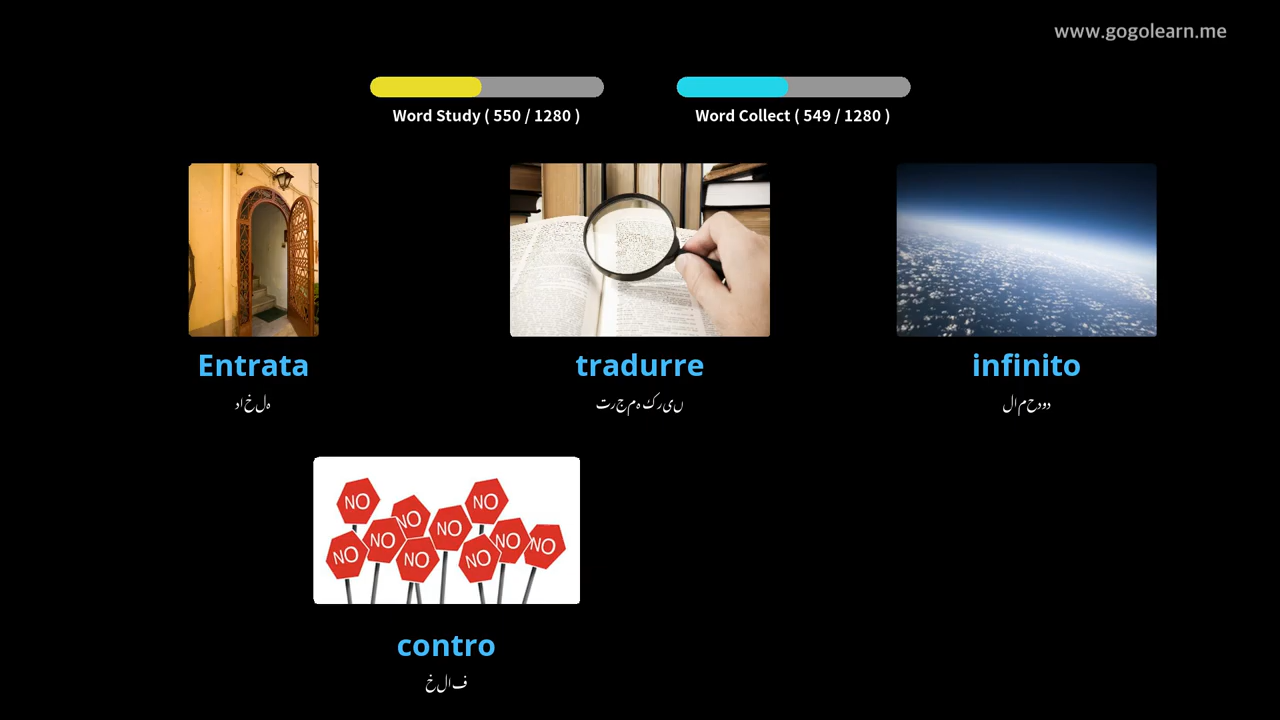 www.gogolearn.me
Word Study ( 550 / 1280 )
Word Collect ( 549 / 1280 )
Entrata
داخلہ
tradurre
ترجمہ کریں
infinito
لامحدود
NO
NO
NO
NO
NO
NO
NO
NO
NO
NO
contro
خلاف